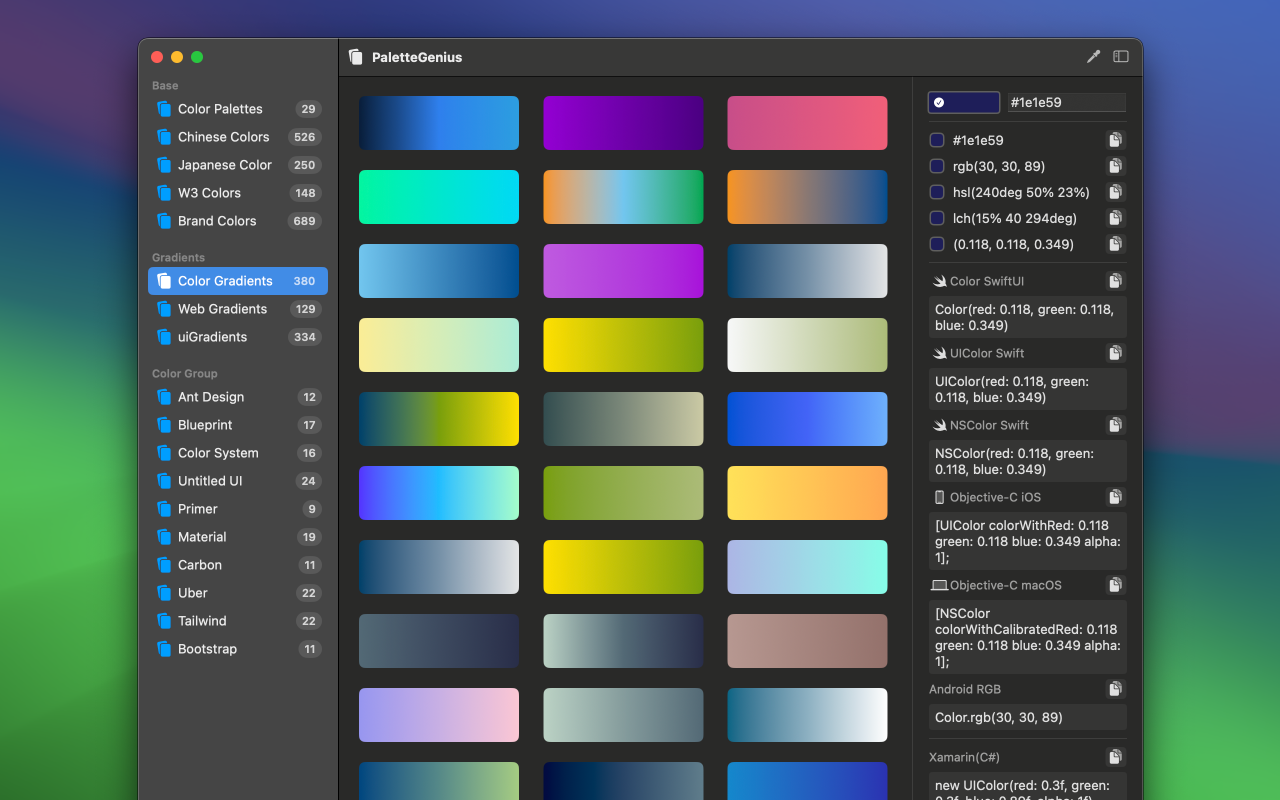 PaletteGenius
Base
Color Palettes 29
Chinese Colors 526
Japanese Color 250
W3 Colors 148
Brand Colors 689
Gradients
Color Gradients 380
Web Gradients 129
uiGradients 334
Color Group
Ant Design 12
Blueprint 17
Color System 16
Untitled UI 24
Primer 9
Material 19
Carbon 11
Uber 22
Tailwind 22
Bootstrap 11
#1e1e59
#1e1e59
rgb(30, 30, 89)
hsl(240deg 50% 23%)
lch(15% 40 294deg)
(0.118, 0.118, 0.349)
Color SwiftUI
Color(red: 0.118, green: 0.118,
blue: 0.349)
UIColor Swift
UIColor(red: 0.118, green:
0.118, blue: 0.349)
NSColor Swift
NSColor(red: 0.118, green:
0.118, blue: 0.349)
Objective-C iOS
[UIColor colorWithRed: 0.118
green: 0.118 blue: 0.349 alpha:
1];
Objective-C macOS
[NSColor
colorWithCalibratedRed: 0.118
green: 0.118 blue: 0.349 alpha:
1];
Android RGB
Color.rgb(30, 30, 89)
Xamarin(C#)
new UIColor(red: 0.3f, green: